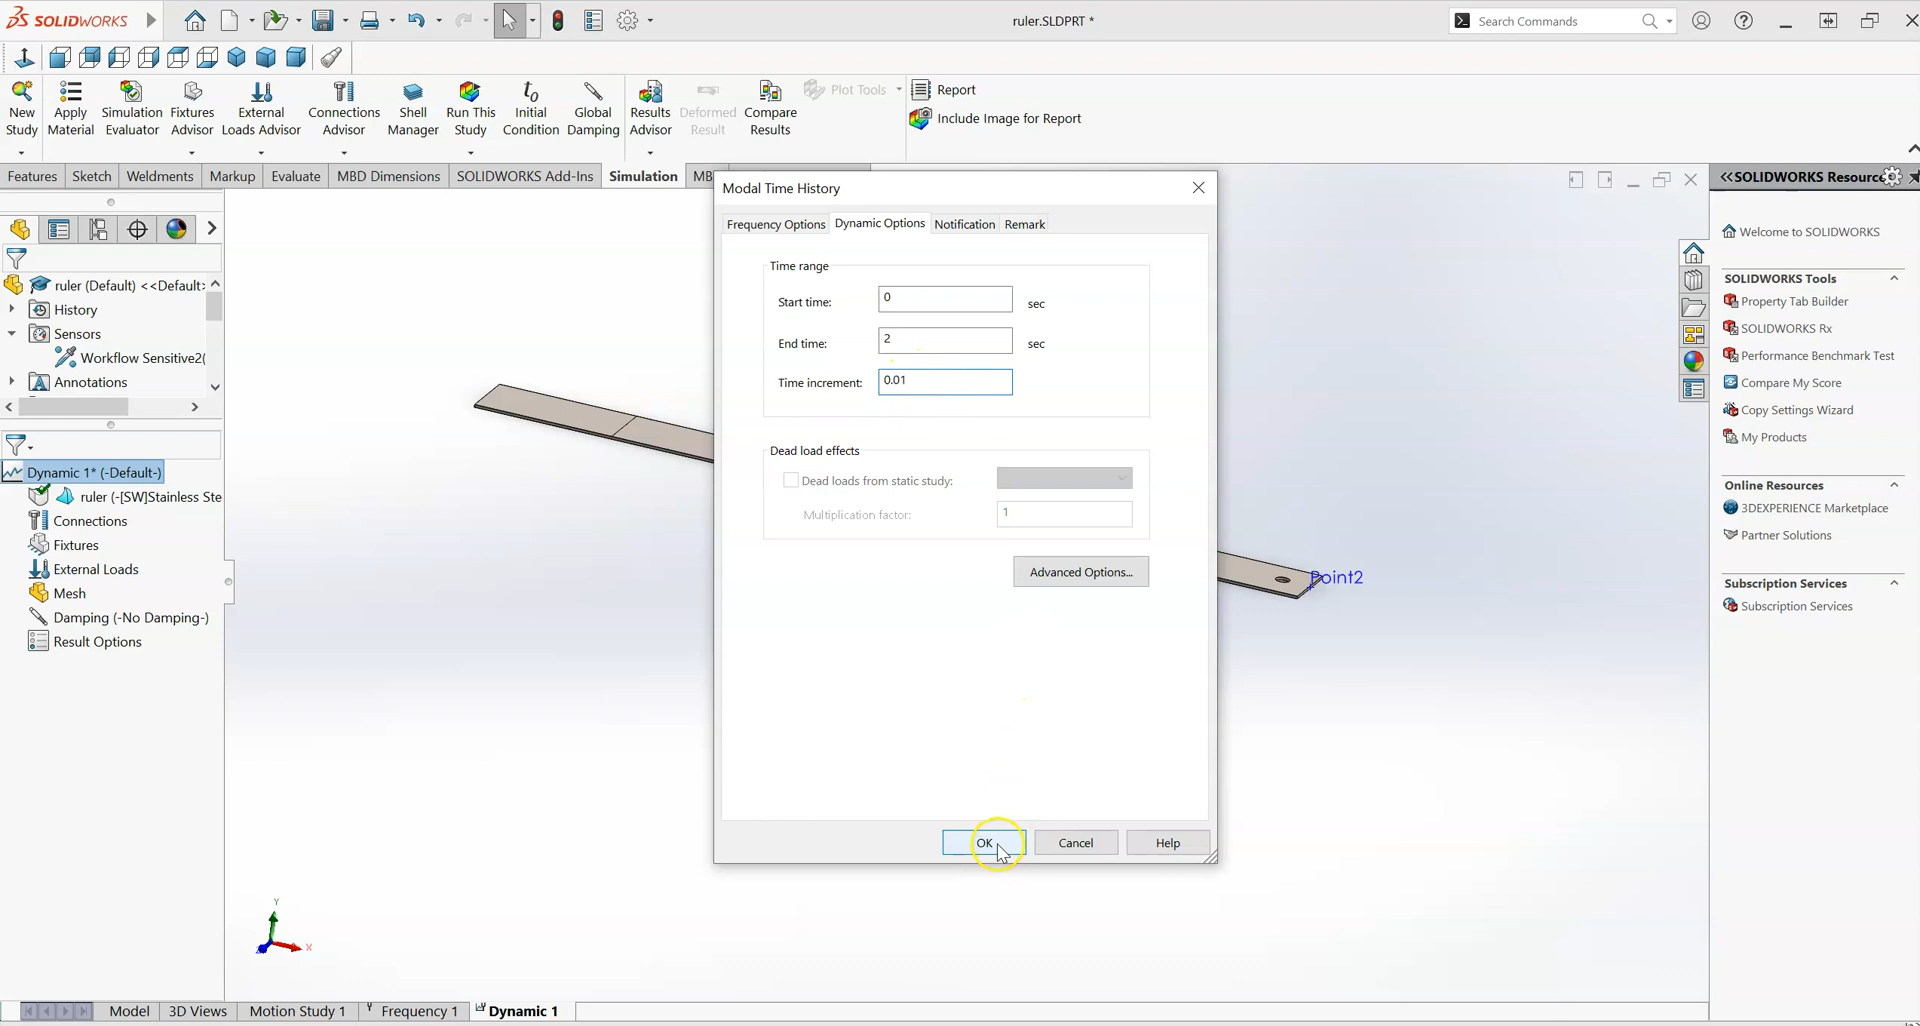 SOLIDWORKS
ruler.SLDPRT *
Search Commands
New Study
Apply Material
Simulation Evaluator
Fixtures Advisor
External Loads Advisor
Connections Advisor
Shell Manager
Run This Study
Initial Condition
Global Damping
Results Advisor
Deformed Result
Compare Results
Plot Tools
Report
Include Image for Report
Features
Sketch
Weldments
Markup
Evaluate
MBD Dimensions
SOLIDWORKS Add-Ins
Simulation
MB
Modal Time History
Frequency Options
Dynamic Options
Notification
Remark
Time range
Start time:
0
sec
End time:
2
sec
Time increment:
0.01
Dead load effects
Dead loads from static study:
Multiplication factor:
1
Advanced Options...
OK
Cancel
Help
ruler (Default) <<Default>
History
Sensors
Workflow Sensitive2(
Annotations
Dynamic 1* (-Default-)
ruler (-[SW]Stainless Ste
Connections
Fixtures
External Loads
Mesh
Damping (-No Damping-)
Result Options
Point2
Y
X
<<SOLIDWORKS Resourc
Welcome to SOLIDWORKS
SOLIDWORKS Tools
Property Tab Builder
SOLIDWORKS Rx
Performance Benchmark Test
Compare My Score
Copy Settings Wizard
My Products
Online Resources
3DEXPERIENCE Marketplace
Partner Solutions
Subscription Services
Subscription Services
Model
3D Views
Motion Study 1
Frequency 1
Dynamic 1